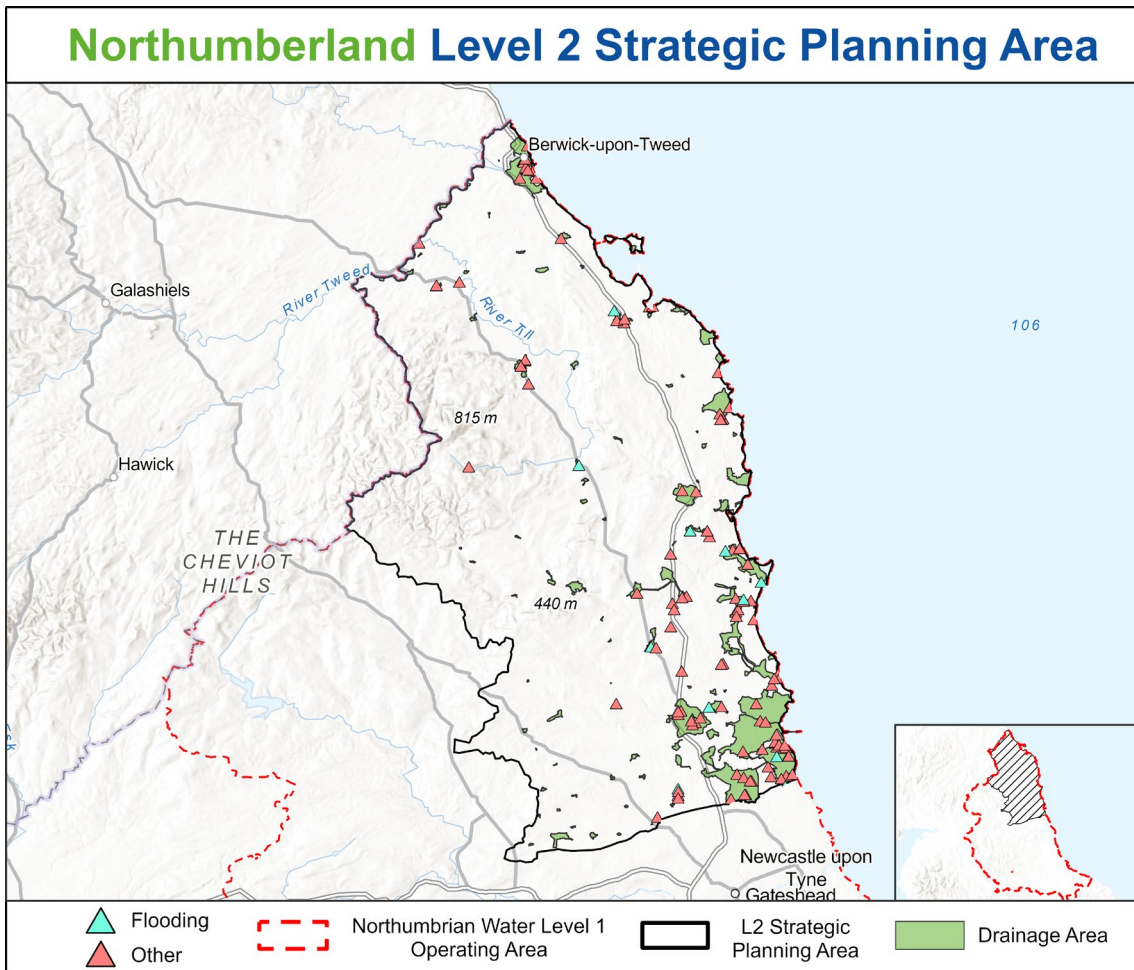 Northumberland Level 2 Strategic Planning Area
Berwick-upon-Tweed
Galashiels
River Tweed
River Till
106
815 m
Hawick
THE
CHEVIOT
HILLS
440 m
Newcastle upon
Tyne
Gateshead
Flooding
Other
Northumbrian Water Level 1
Operating Area
L2 Strategic
Planning Area
Drainage Area